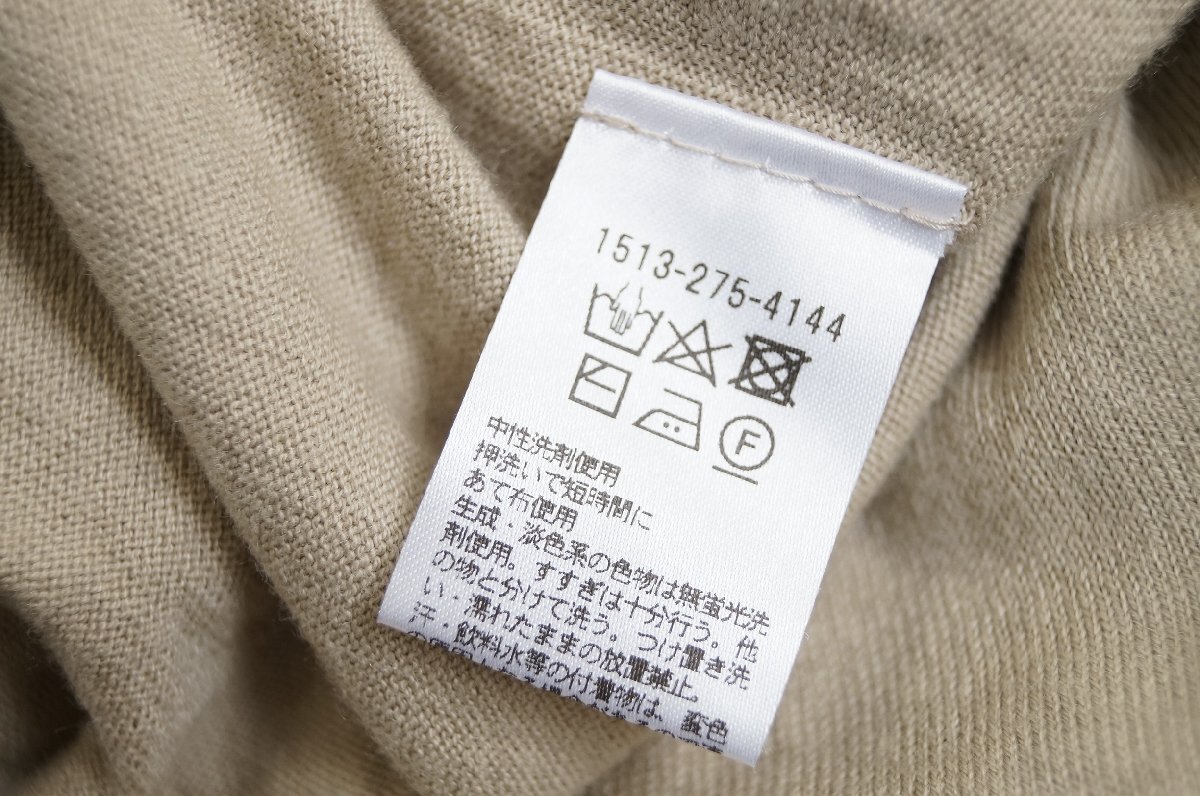 1513-275-4144
F
中性洗剤使用
押洗いで短時間に
あて布使用
生成・淡色系の色物は無蛍光洗
剤使用。すすぎは十分行う。他
の物と分けて洗う。つけ置き洗
い・濡れたままの放置禁止。
汗・飲料水等の付着物は、変色